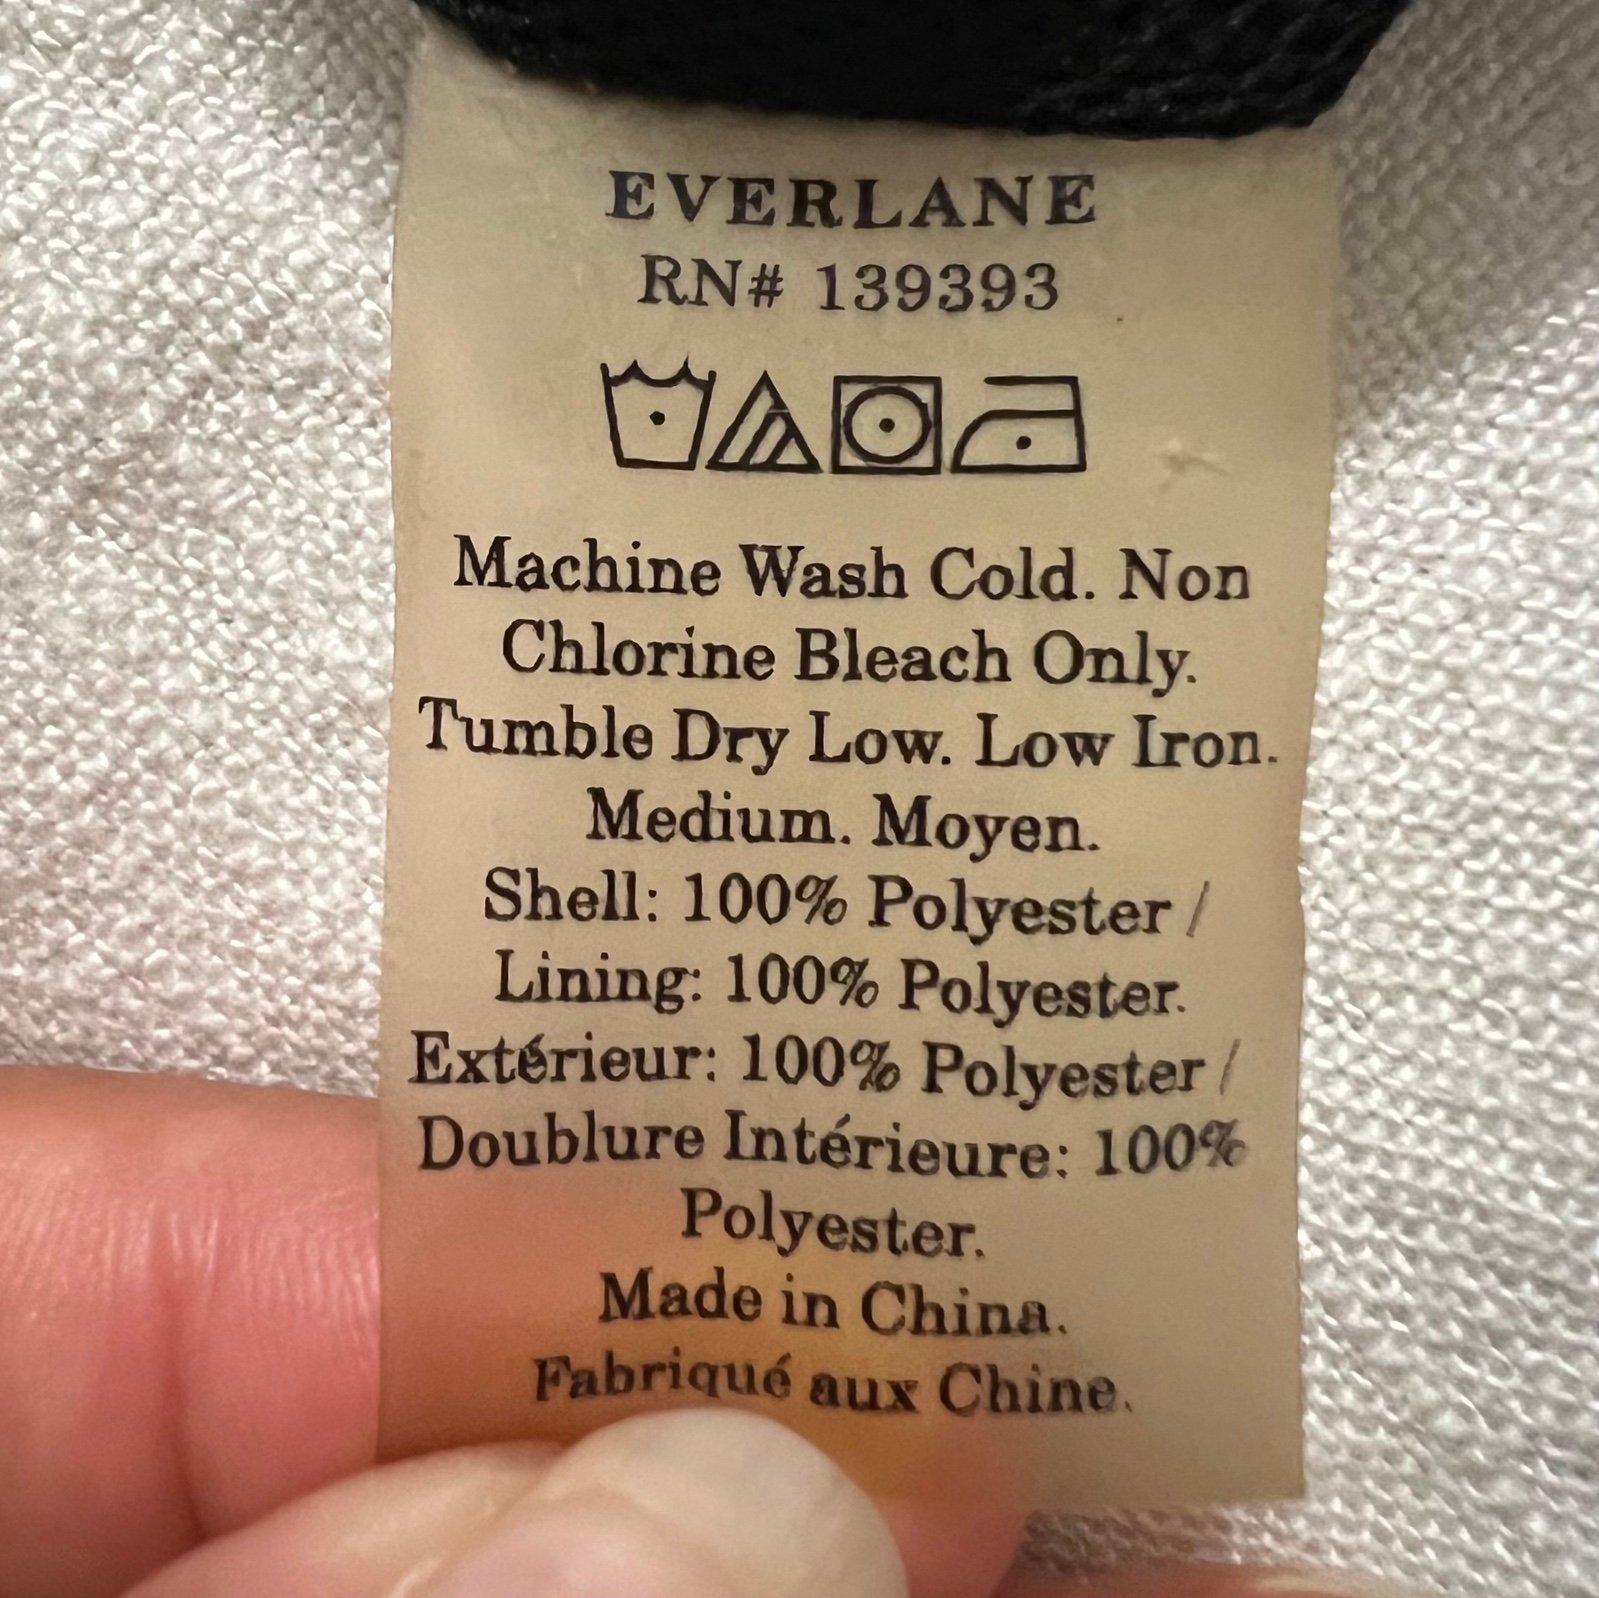 EVERLANE
RN# 139393
Machine Wash Cold. Non
Chlorine Bleach Only.
Tumble Dry Low. Low Iron.
Medium. Moyen.
Shell: 100% Polyester /
Lining: 100% Polyester.
Extérieur: 100% Polyester /
Doublure Intérieure: 100%
Polyester.
Made in China.
Fabriqué aux Chine.